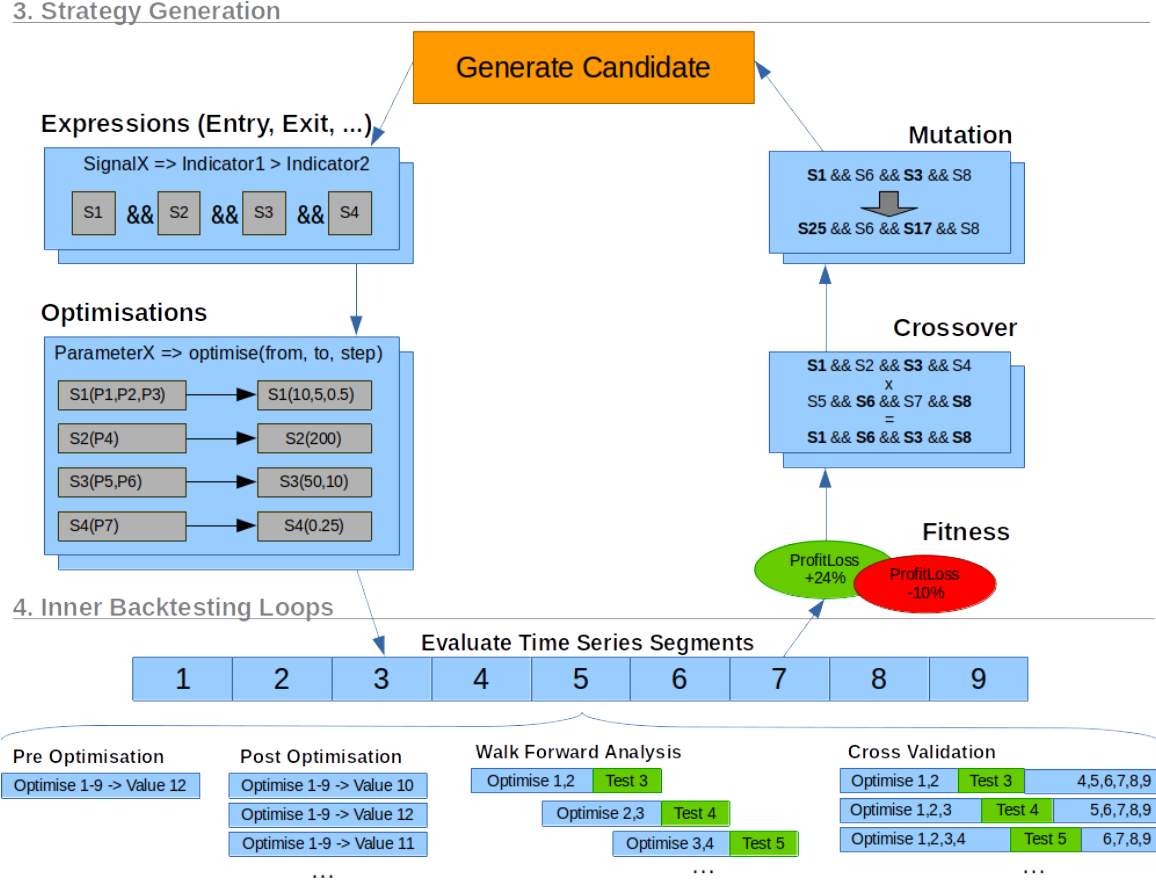 3. Strategy Generation
Generate Candidate
Expressions (Entry, Exit, ...)
SignalX => Indicator1 > Indicator2
S1 && S2 && S3 && S4
Optimisations
ParameterX => optimise(from, to, step)
S1(P1,P2,P3) S1(10,5,0.5)
S2(P4) S2(200)
S3(P5,P6) S3(50,10)
S4(P7) S4(0.25)
Mutation
S1 && S6 && S3 && S8
S25 && S6 && S17 && S8
Crossover
S1 && S2 && S3 && S4
x
S5 && S6 && S7 && S8
=
S1 && S6 && S3 && S8
Fitness
ProfitLoss
+24%
ProfitLoss
-10%
4. Inner Backtesting Loops
Evaluate Time Series Segments
1 2 3 4 5 6 7 8 9
Pre Optimisation
Optimise 1-9 -> Value 12
Post Optimisation
Optimise 1-9 -> Value 10
Optimise 1-9 -> Value 12
Optimise 1-9 -> Value 11
...
Walk Forward Analysis
Optimise 1,2 Test 3
Optimise 2,3 Test 4
Optimise 3,4 Test 5
...
Cross Validation
Optimise 1,2 Test 3 4,5,6,7,8,9
Optimise 1,2,3 Test 4 5,6,7,8,9
Optimise 1,2,3,4 Test 5 6,7,8,9
...